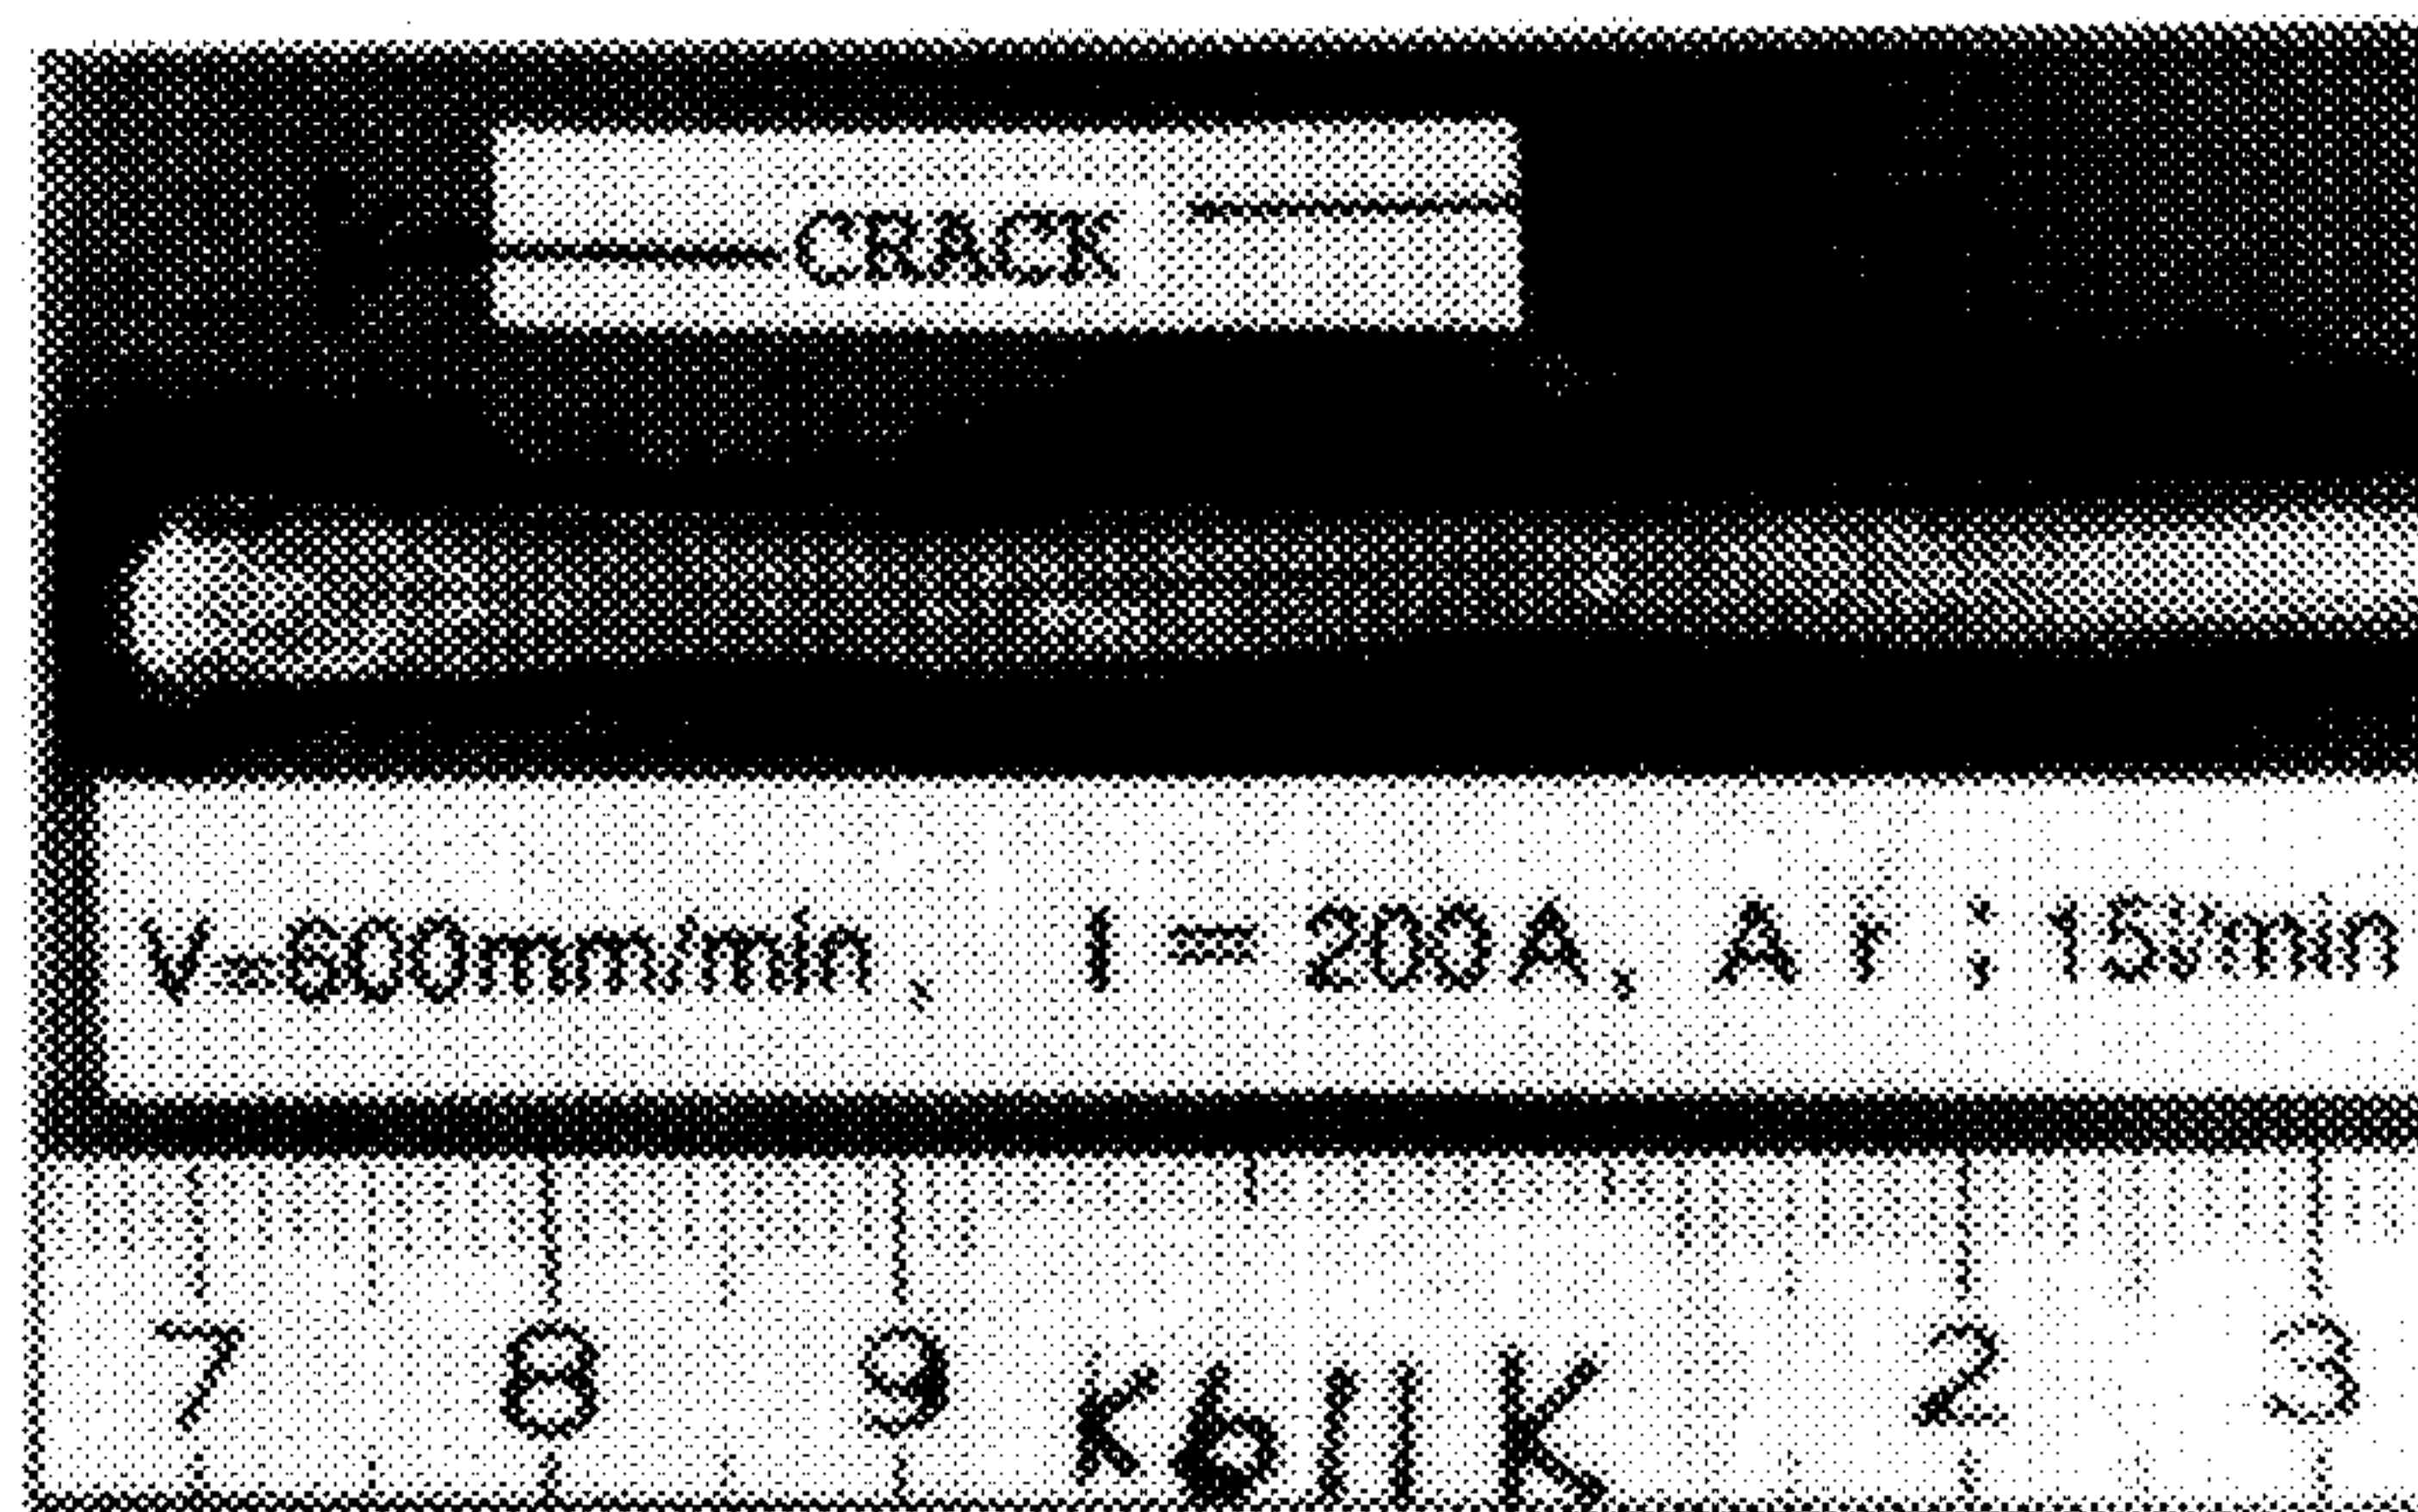 CRACK
V=600mm/min, I = 200A, Ar ; 15l/min
7 8 9 2 3